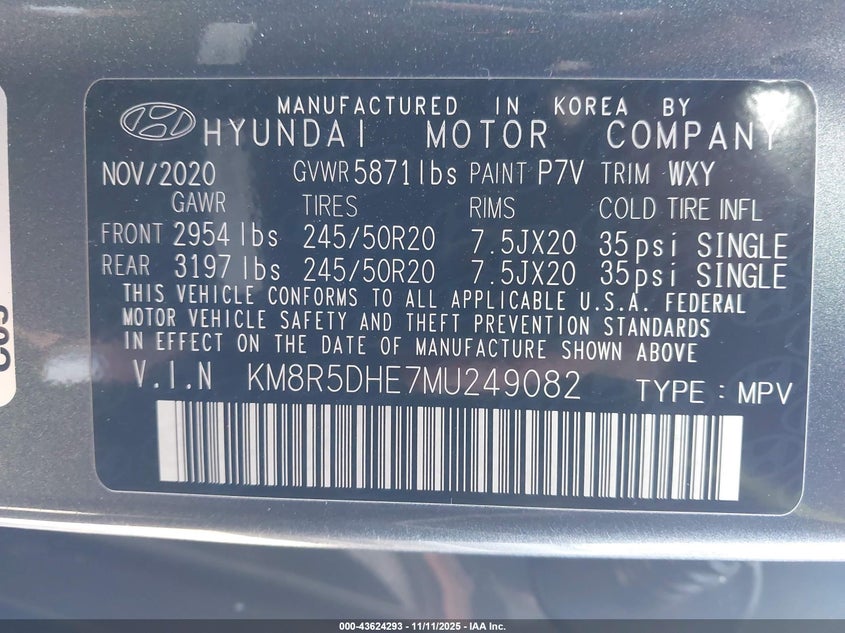 MANUFACTURED IN KOREA BY
HYUNDAI MOTOR COMPANY
NOV/2020 GVWR 5871lbs PAINT P7V TRIM WXY
GAWR TIRES RIMS COLD TIRE INFL
FRONT 2954 lbs 245/50R20 7.5JX20 35psi SINGLE
REAR 3197 lbs 245/50R20 7.5JX20 35psi SINGLE
THIS VEHICLE CONFORMS TO ALL APPLICABLE U.S.A. FEDERAL
MOTOR VEHICLE SAFETY AND THEFT PREVENTION STANDARDS
IN EFFECT ON THE DATE OF MANUFACTURE SHOWN ABOVE
V.I.N KM8R5DHE7MU249082 TYPE : MPV
000-43624293 - 11/11/2025 - IAA Inc.